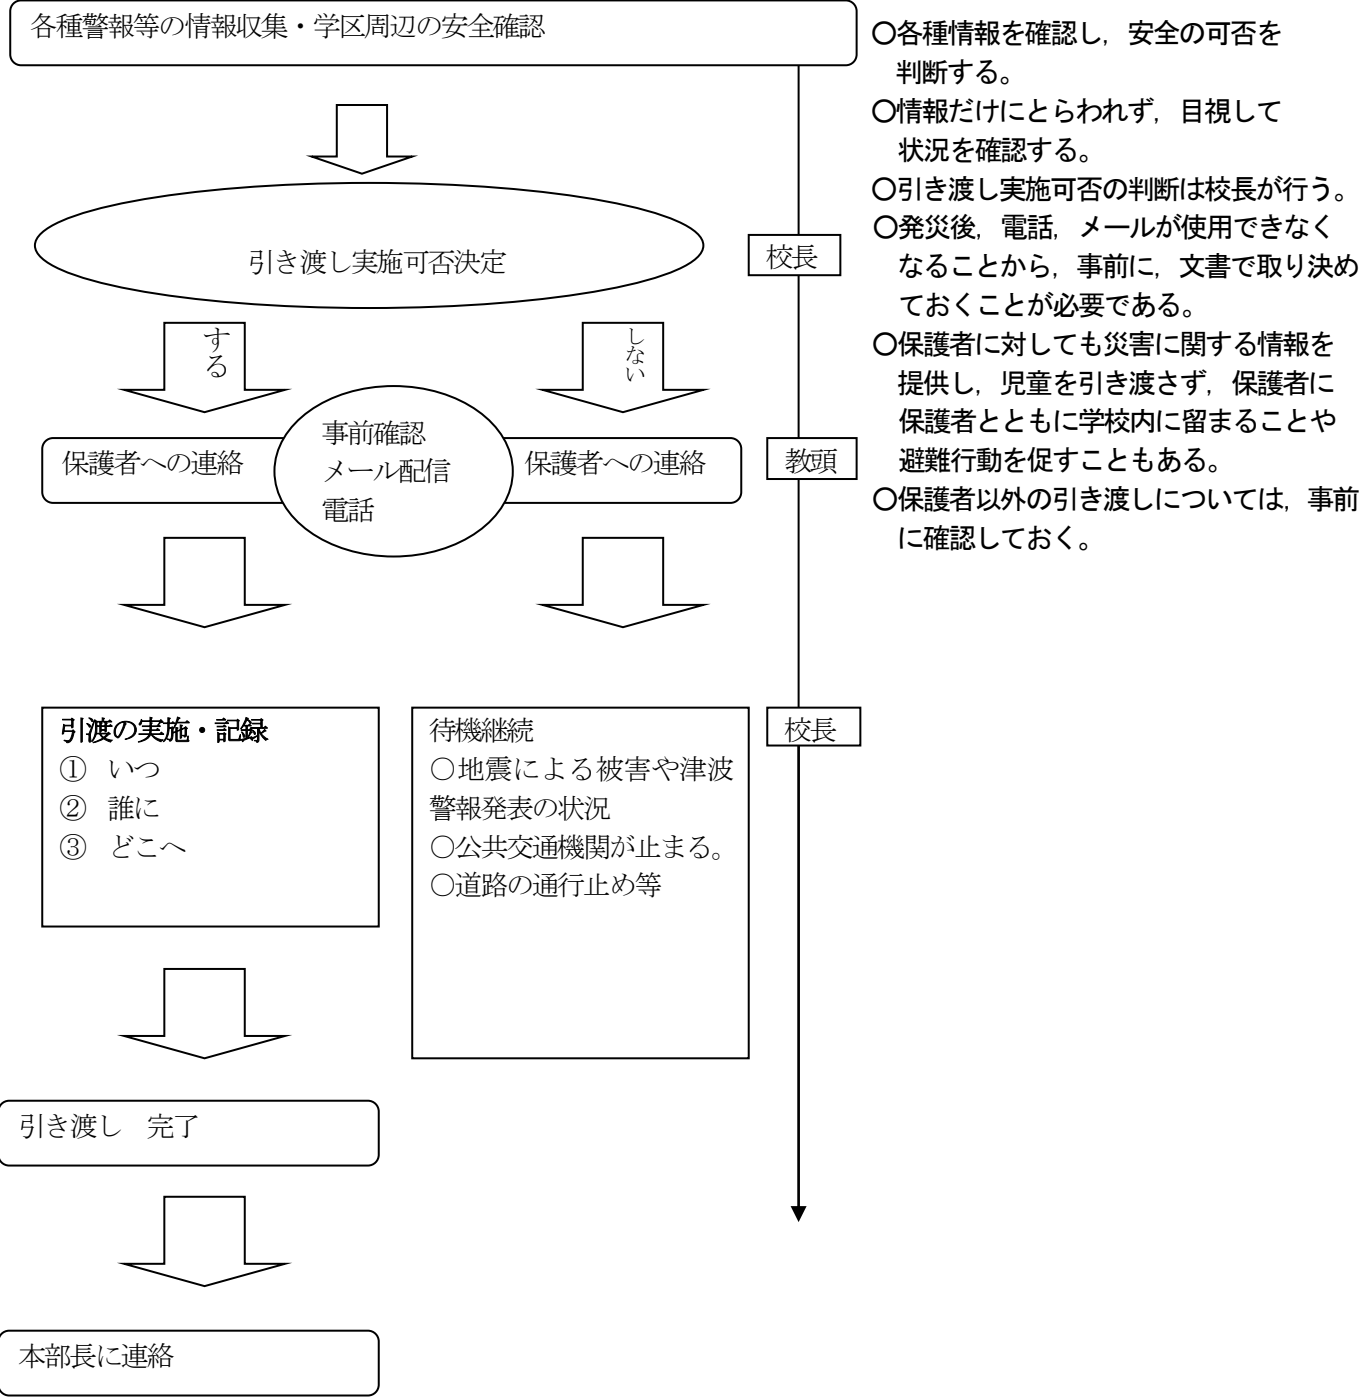 各種警報等の情報収集・学区周辺の安全確認
引き渡し実施可否決定
校長
する
しない
事前確認
メール配信
電話
保護者への連絡
保護者への連絡
教頭
引渡の実施・記録
① いつ
② 誰に
③ どこへ
待機継続
○地震による被害や津波
警報発表の状況
○公共交通機関が止まる。
○道路の通行止め等
校長
引き渡し 完了
本部長に連絡
○各種情報を確認し，安全の可否を
判断する。
○情報だけにとらわれず，目視して
状況を確認する。
○引き渡し実施可否の判断は校長が行う。
○発災後，電話，メールが使用できなく
なることから，事前に，文書で取り決め
ておくことが必要である。
○保護者に対しても災害に関する情報を
提供し，児童を引き渡さず，保護者に
保護者とともに学校内に留まることや
避難行動を促すこともある。
○保護者以外の引き渡しについては，事前
に確認しておく。